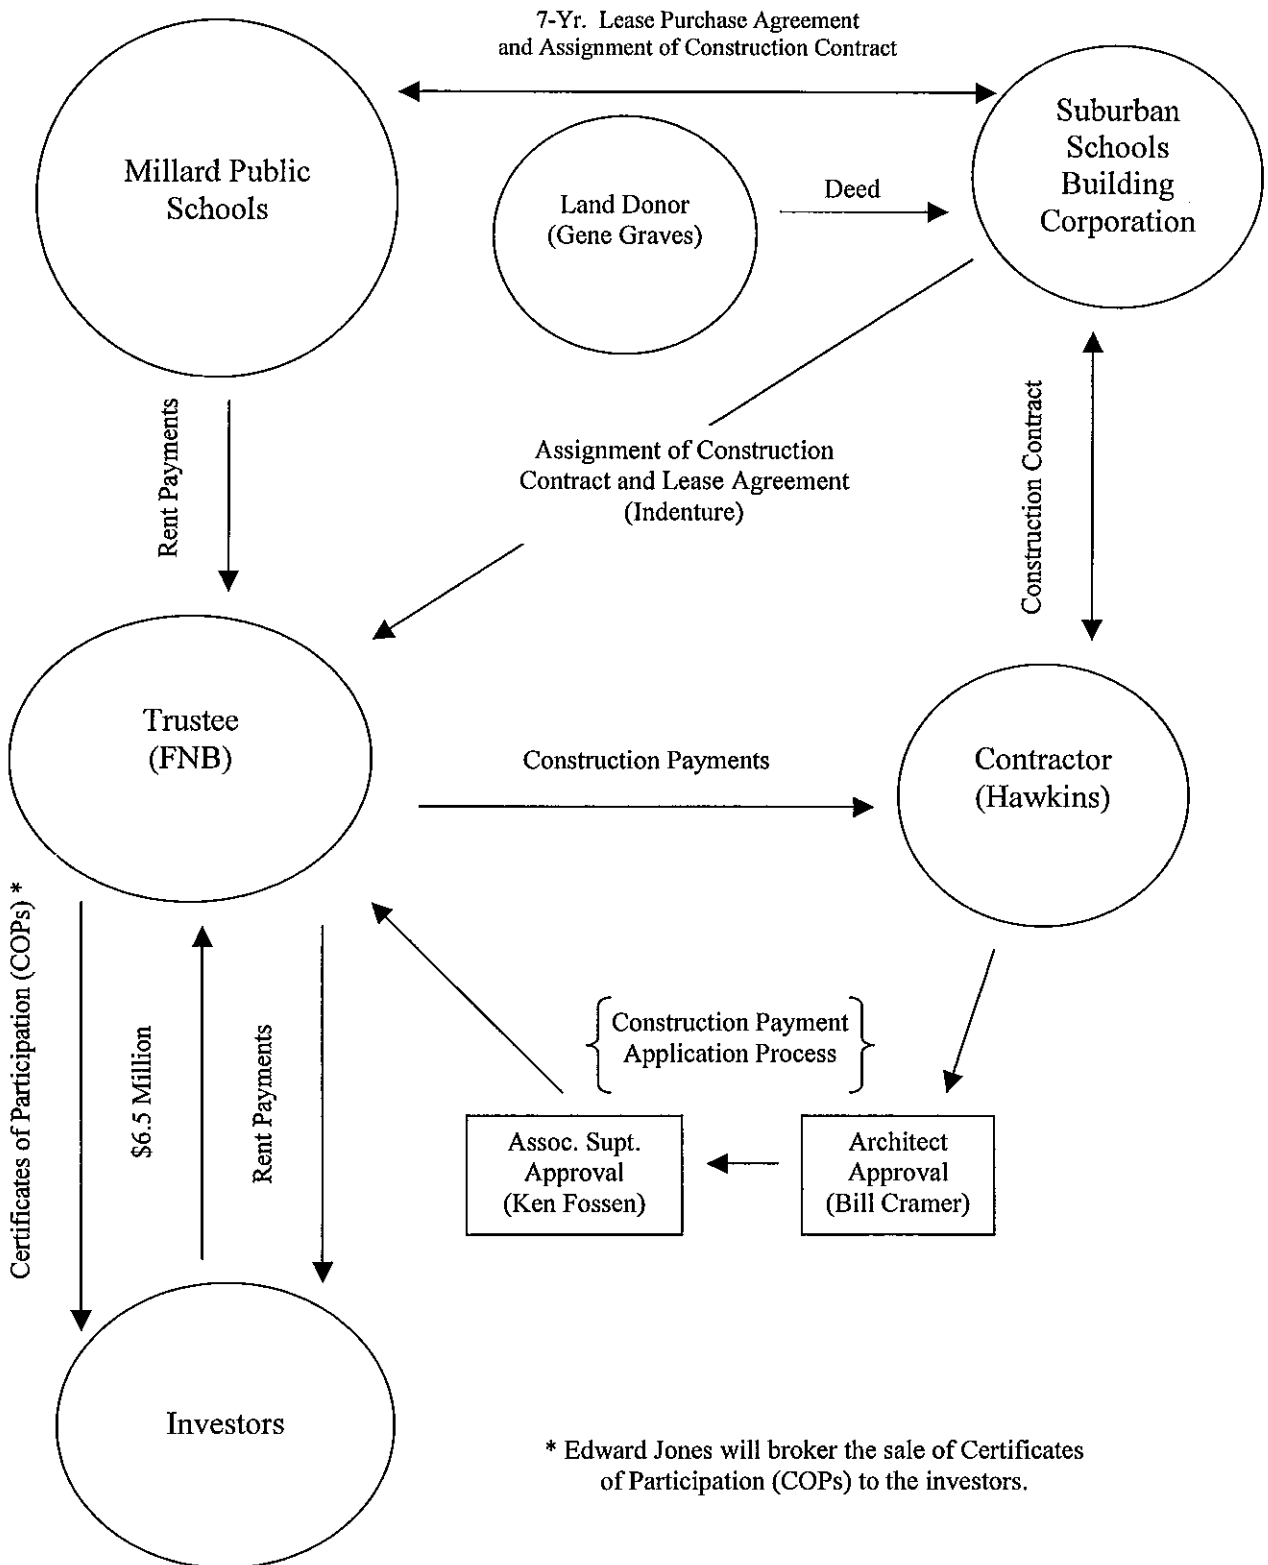 7-Yr. Lease Purchase Agreement
and Assignment of Construction Contract
Millard Public
Schools
Land Donor
(Gene Graves)
Deed
Suburban
Schools
Building
Corporation
Rent Payments
Assignment of Construction
Contract and Lease Agreement
(Indenture)
Construction Contract
Trustee
(FNB)
Construction Payments
Contractor
(Hawkins)
Certificates of Participation (COPs) *
$6.5 Million
Rent Payments
Construction Payment
Application Process
Assoc. Supt.
Approval
(Ken Fossen)
Architect
Approval
(Bill Cramer)
Investors
* Edward Jones will broker the sale of Certificates
of Participation (COPs) to the investors.